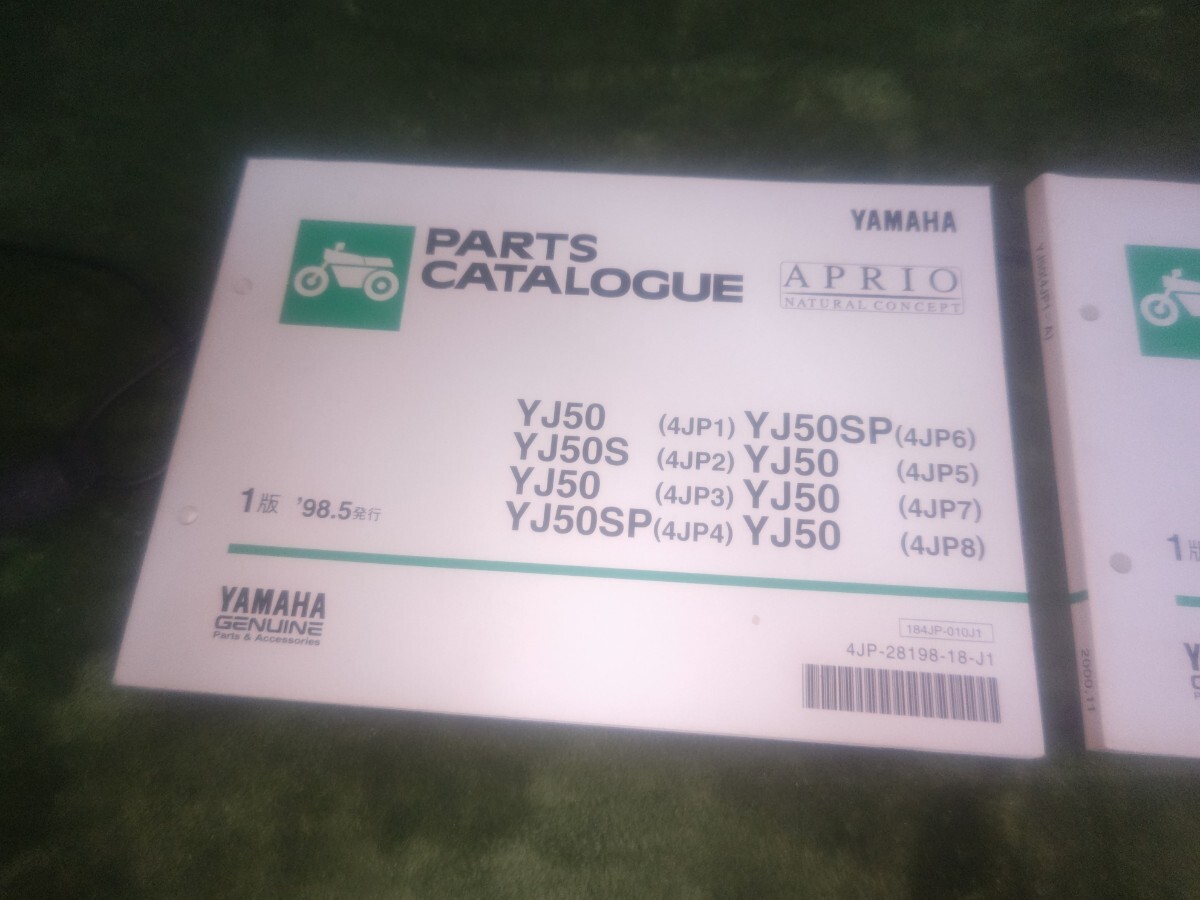 YAMAHA
PARTS
CATALOGUE
APRIO
NATURAL CONCEPT
YJ50 (4JP1) YJ50SP(4JP6)
YJ50S (4JP2) YJ50 (4JP5)
YJ50 (4JP3) YJ50 (4JP7)
YJ50SP(4JP4) YJ50 (4JP8)
1版 '98.5発行
YAMAHA
GENUINE
Parts & Accessories
184JP-010J1
4JP-28198-18-J1
1版
2000.11